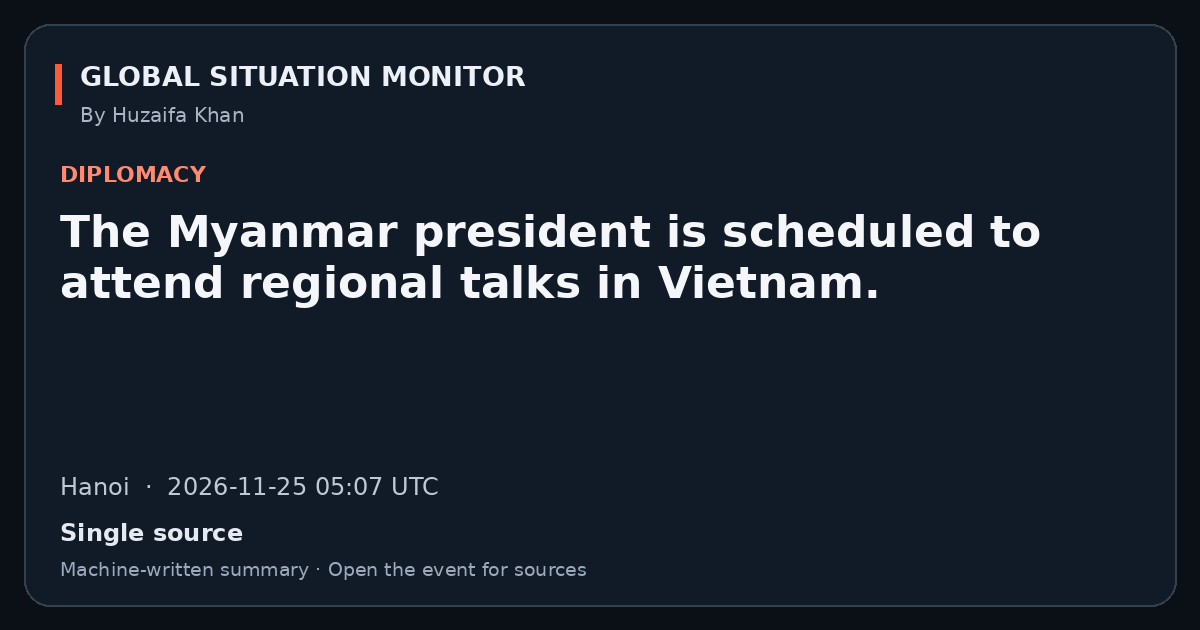 GLOBAL SITUATION MONITOR
By Huzaifa Khan
DIPLOMACY
The Myanmar president is scheduled to
attend regional talks in Vietnam.
Hanoi · 2026-11-25 05:07 UTC
Single source
Machine-written summary · Open the event for sources